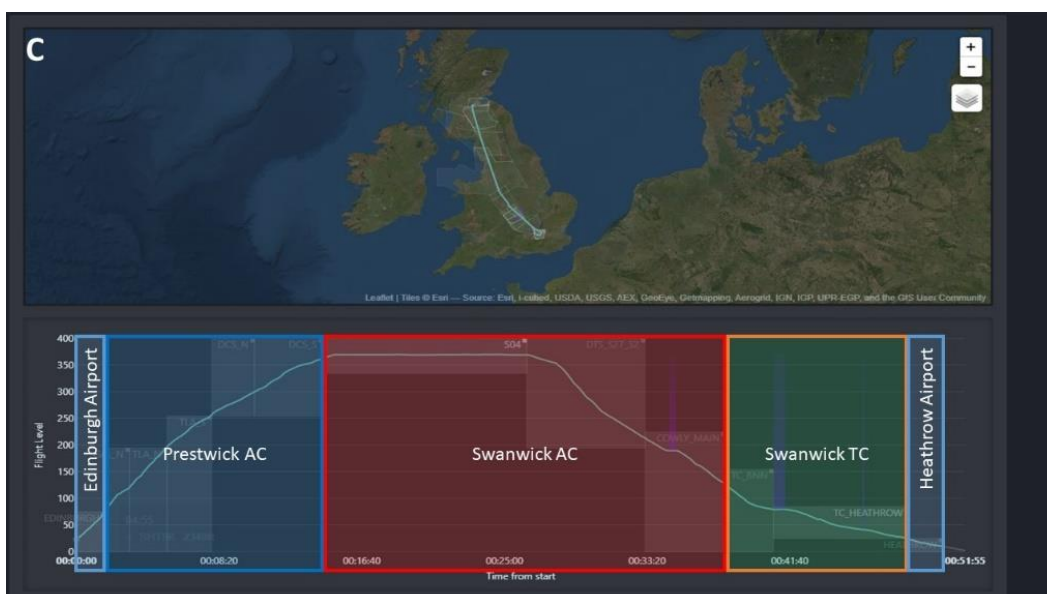 C
+
−
Leaflet | Tiles © Esri — Source: Esri, i-cubed, USDA, USGS, AEX, GeoEye, Getmapping, Aerogrid, IGN, IGP, UPR-EGP, and the GIS User Community
400
350
300
250
200
150
100
50
0
Flight Level
Edinburgh Airport
Prestwick AC
Swanwick AC
Swanwick TC
Heathrow Airport
DCS_N
DCS_S
S04
COWLY_MAIN
TC_HEATHROW
00:00:00
00:08:20
00:16:40
00:25:00
00:33:20
00:41:40
00:51:55
Time from start